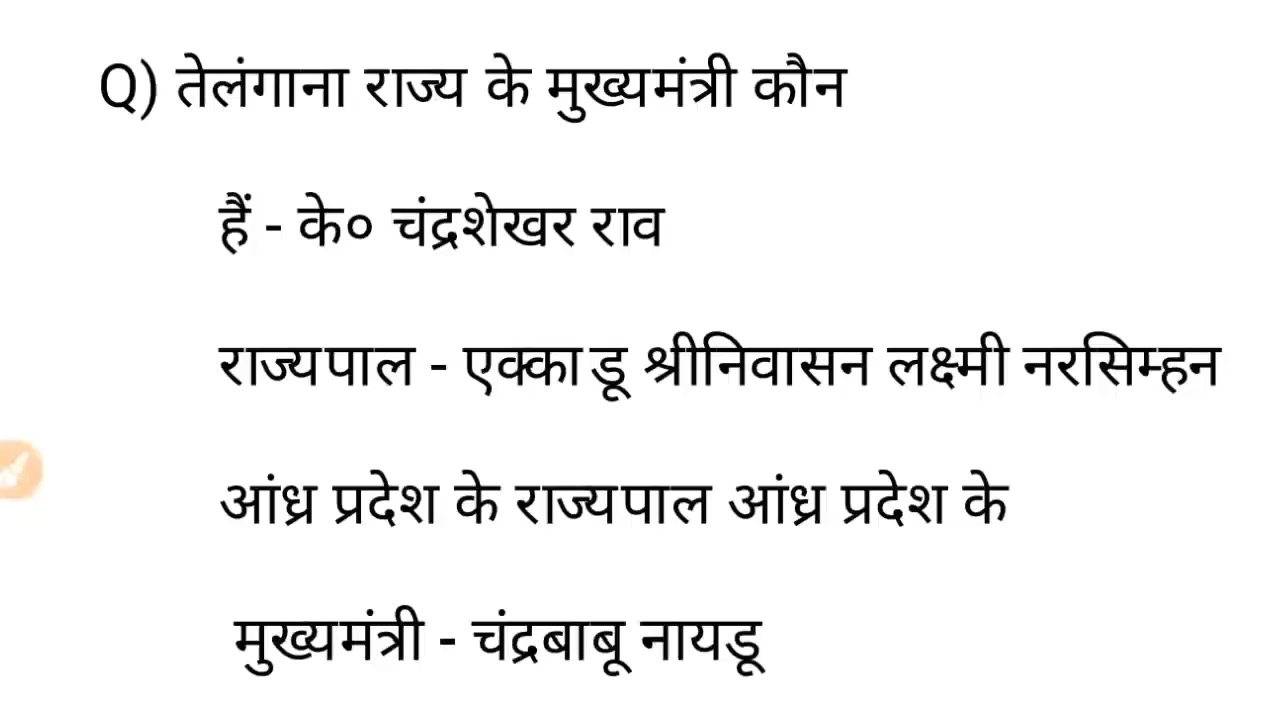 Q) तेलंगाना राज्य के मुख्यमंत्री कौन
हैं - के० चंद्रशेखर राव
राज्यपाल - एक्काडू श्रीनिवासन लक्ष्मी नरसिम्हन
आंध्र प्रदेश के राज्यपाल आंध्र प्रदेश के
मुख्यमंत्री - चंद्रबाबू नायडू